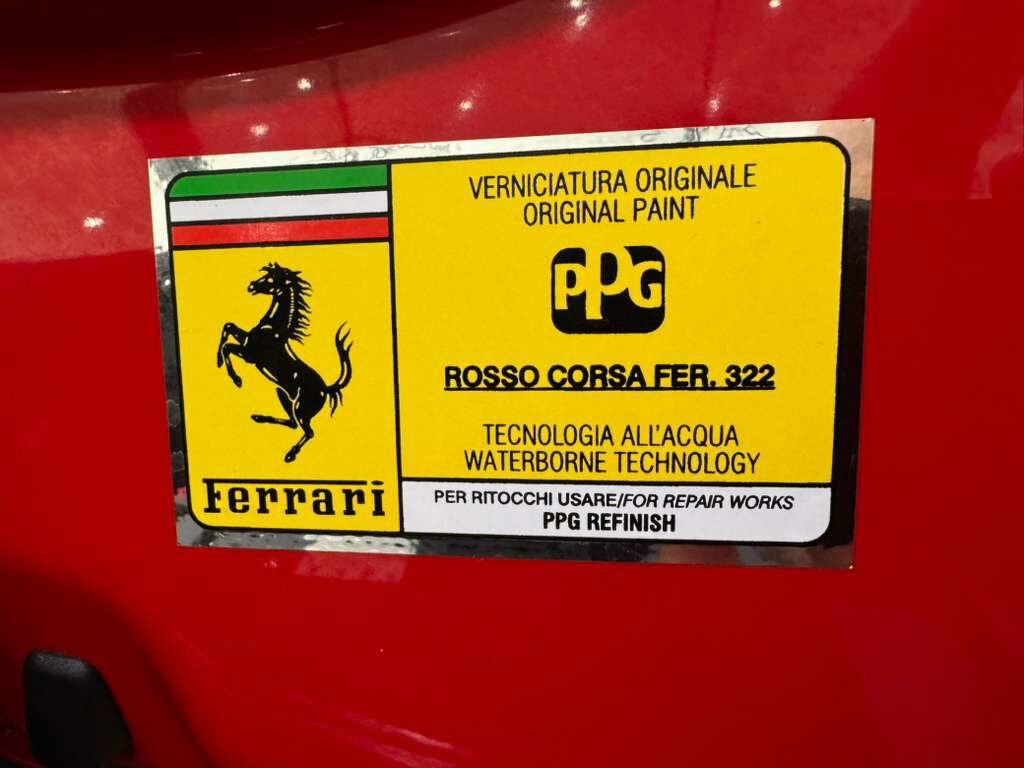 VERNICIATURA ORIGINALE
ORIGINAL PAINT
PPG
ROSSO CORSA FER. 322
TECNOLOGIA ALL'ACQUA
WATERBORNE TECHNOLOGY
Ferrari
PER RITOCCHI USARE/FOR REPAIR WORKS
PPG REFINISH